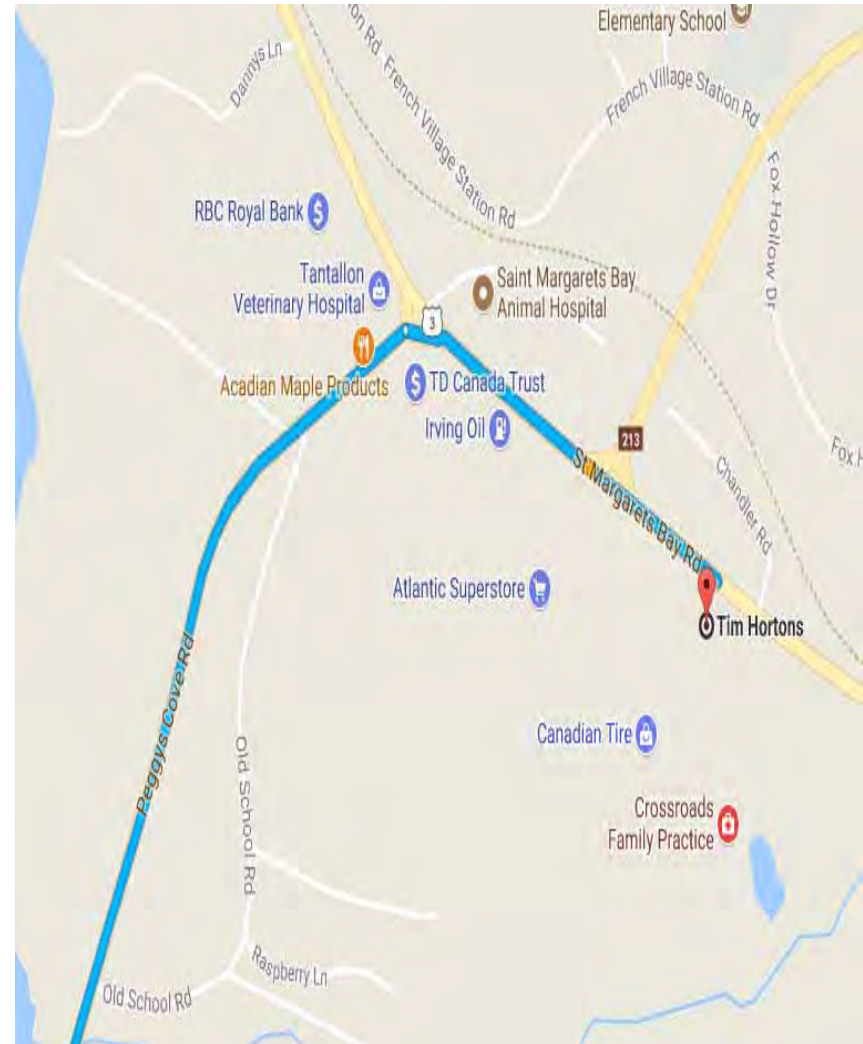 Elementary School
on Rd
French Village Station Rd
French Village Station Rd
Dannys Ln
Fox Hollow Dr
RBC Royal Bank
$
Tantallon
Veterinary Hospital
Saint Margarets Bay
Animal Hospital
3
Acadian Maple Products
$
TD Canada Trust
Irving Oil
213
Fox H
St Margarets Bay Rd
Chandler Rd
Atlantic Superstore
Tim Hortons
Peggys Cove Rd
Canadian Tire
Old School Rd
Crossroads
Family Practice
Raspberry Ln
Old School Rd